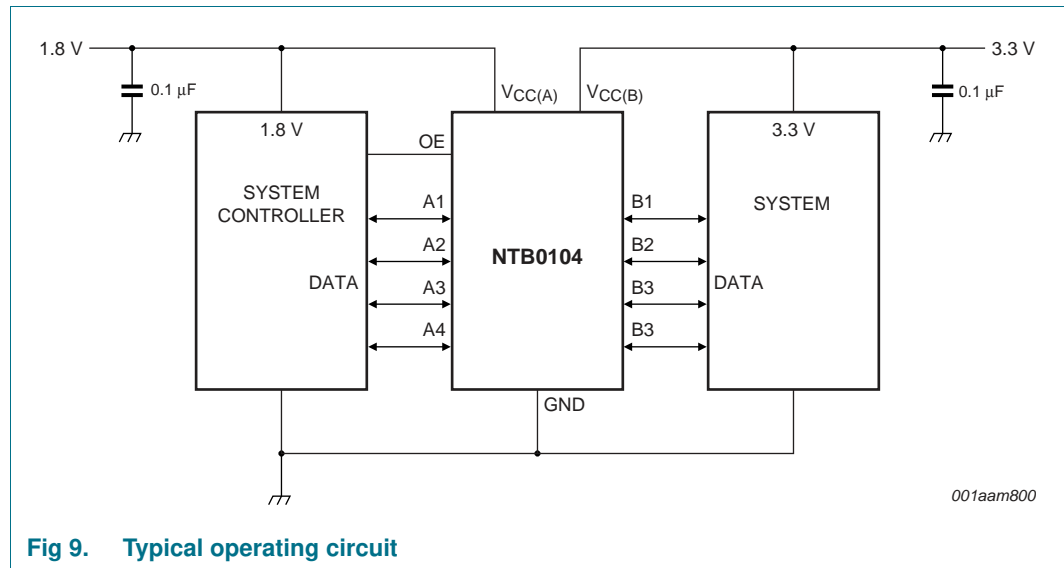 1.8 V
3.3 V
0.1 μF
VCC(A)
VCC(B)
0.1 μF
1.8 V
3.3 V
OE
SYSTEM
CONTROLLER
A1
B1
SYSTEM
A2
NTB0104
B2
DATA
A3
B3
DATA
A4
B3
GND
001aam800
Fig 9. Typical operating circuit